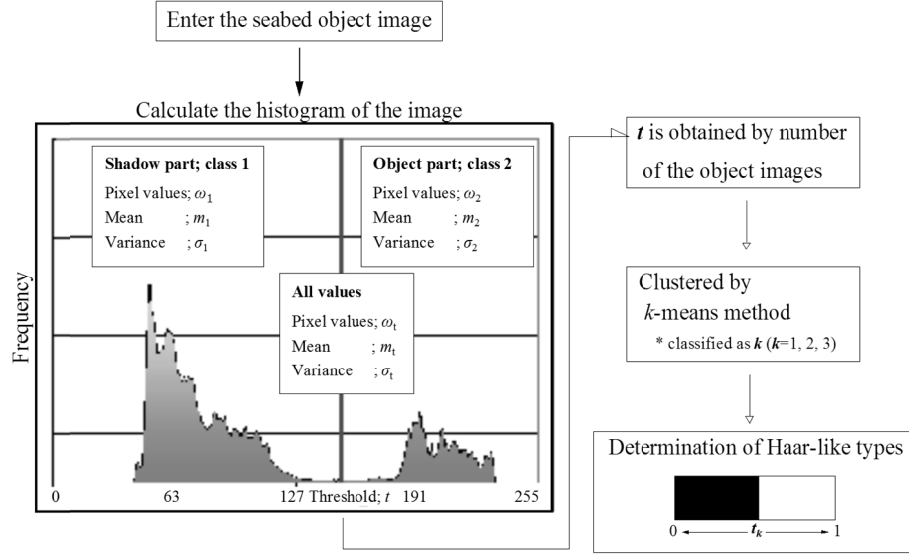 Enter the seabed object image
Calculate the histogram of the image
Shadow part; class 1
Pixel values; ω1
Mean ; m1
Variance ; σ1
Object part; class 2
Pixel values; ω2
Mean ; m2
Variance ; σ2
All values
Pixel values; ωt
Mean ; mt
Variance ; σt
Frequency
0 63 127 Threshold; t 191 255
t is obtained by number
of the object images
Clustered by
k-means method
* classified as k (k=1, 2, 3)
Determination of Haar-like types
0 tk 1